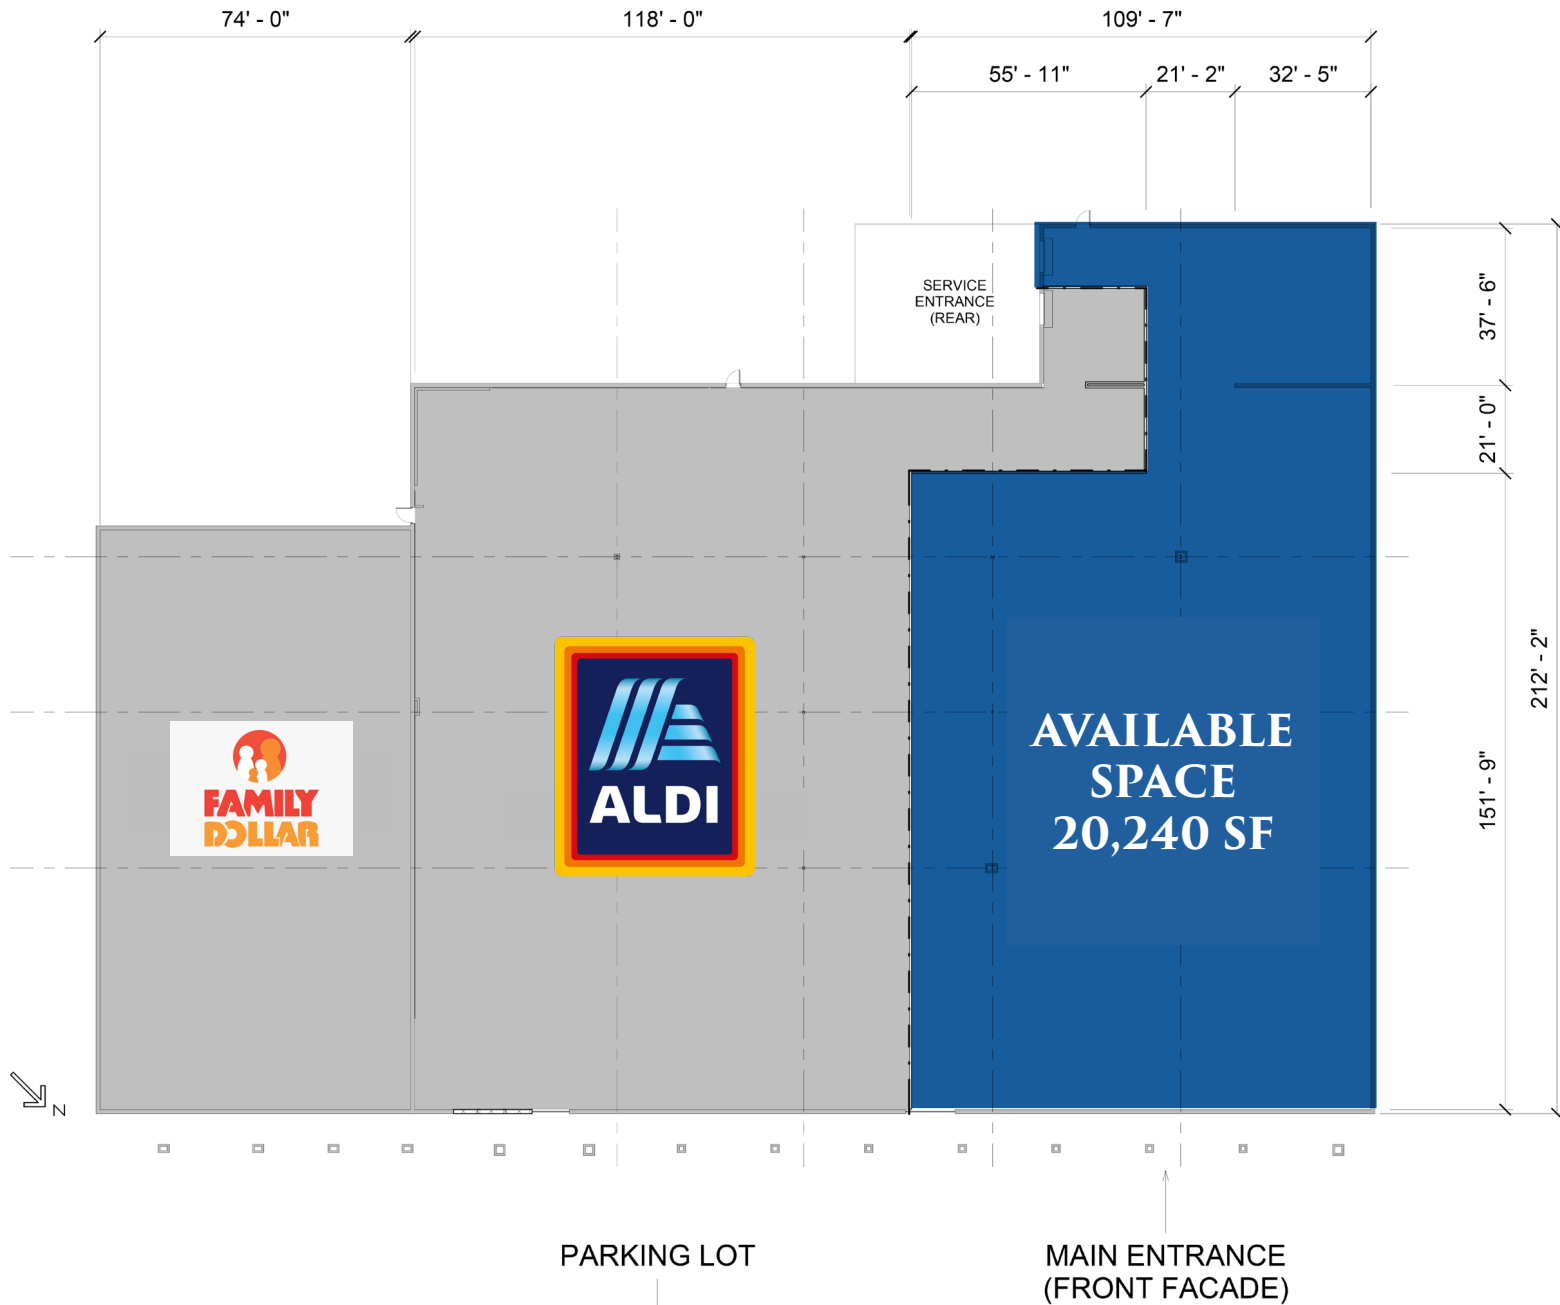 74' - 0"
118' - 0"
109' - 7"
55' - 11"
21' - 2"
32' - 5"
SERVICE
ENTRANCE
(REAR)
37' - 6"
21' - 0"
212' - 2"
151' - 9"
FAMILY
DOLLAR
ALDI
AVAILABLE
SPACE
20,240 SF
N
PARKING LOT
MAIN ENTRANCE
(FRONT FACADE)